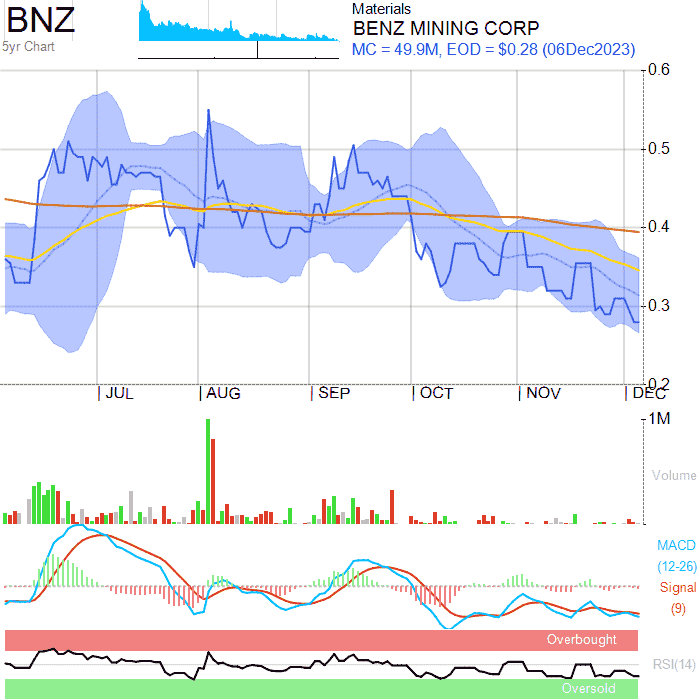 BNZ
5yr Chart
Materials
BENZ MINING CORP
MC = 49.9M, EOD = $0.28 (06Dec2023)
0.6
0.5
0.4
0.3
0.2
JUL
AUG
SEP
OCT
NOV
DEC
1M
Volume
MACD
(12-26)
Signal
(9)
Overbought
RSI(14)
Oversold